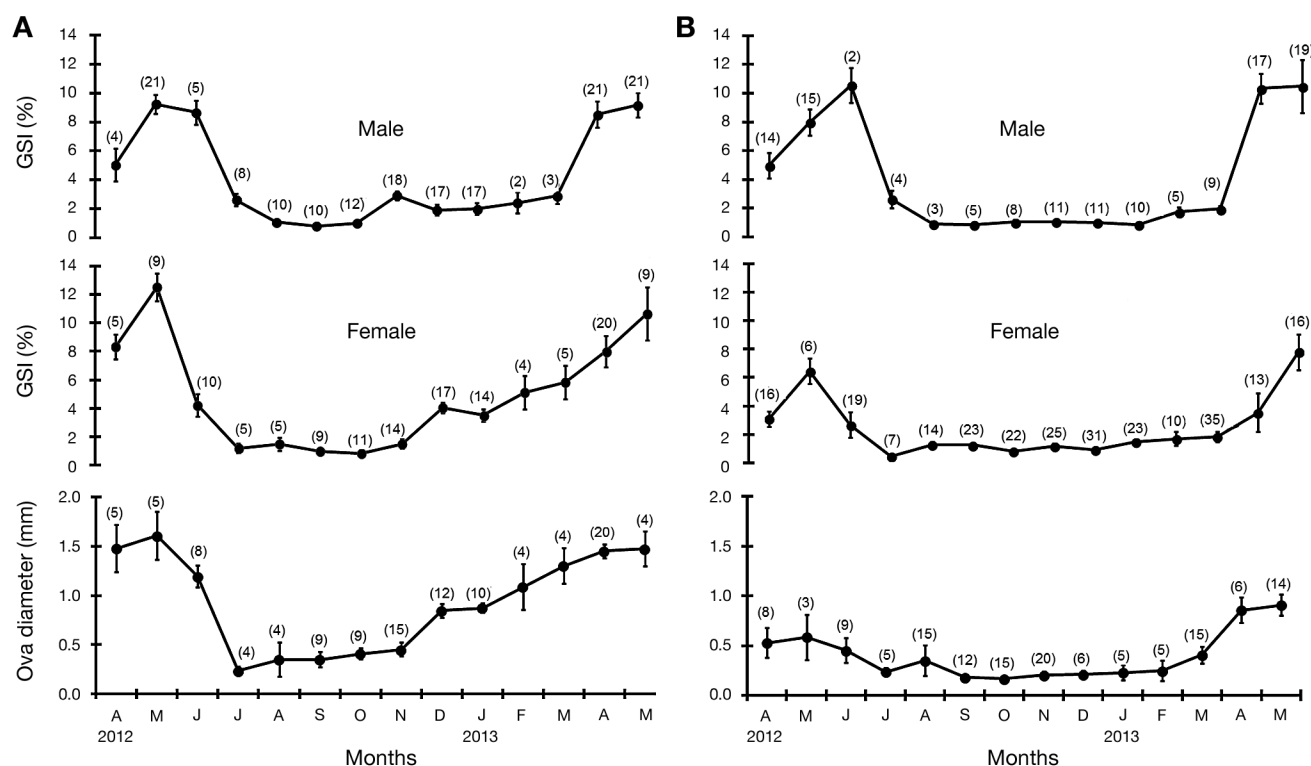 A
14
12
10
8
6
4
2
0
GSI (%)
Male
(4) (21) (5) (8) (10) (10) (12) (18) (17) (17) (2) (3) (21) (21)
14
12
10
8
6
4
2
0
GSI (%)
Female
(5) (9) (10) (5) (5) (9) (11) (14) (17) (14) (4) (5) (20) (9)
2.0
1.5
1.0
0.5
0.0
Ova diameter (mm)
(5) (5) (8) (4) (4) (9) (9) (15) (12) (10) (4) (4) (20) (4)
A M J J A S O N D J F M A M
2012 2013
Months
B
14
12
10
8
6
4
2
0
Male
(14) (15) (2) (4) (3) (5) (8) (11) (11) (10) (5) (9) (17) (19)
14
12
10
8
6
4
2
0
Female
(16) (6) (19) (7) (14) (23) (22) (25) (31) (23) (10) (35) (13) (16)
2.0
1.5
1.0
0.5
0.0
(8) (3) (9) (5) (15) (12) (15) (20) (6) (5) (5) (15) (6) (14)
A M J J A S O N D J F M A M
2012 2013
Months